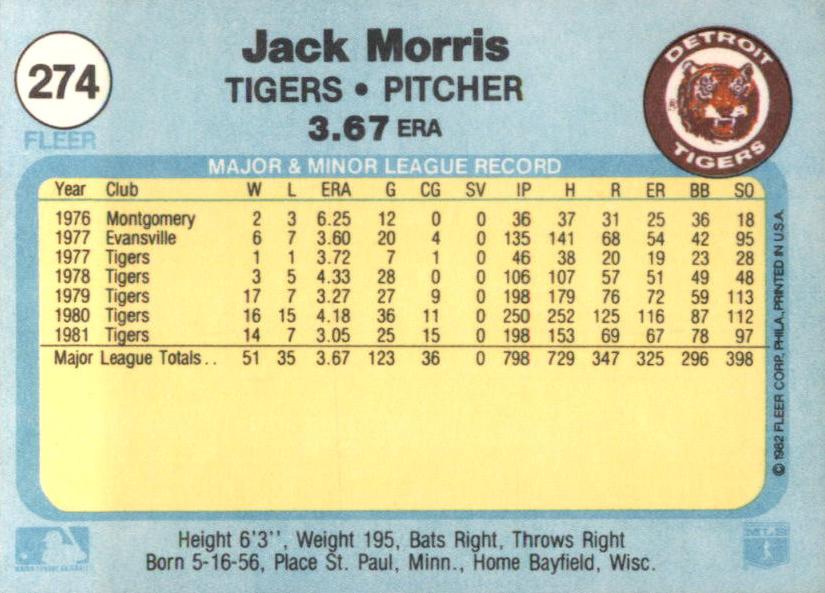 274
FLEER
Jack Morris
TIGERS • PITCHER
3.67 ERA
DETROIT
TIGERS
®
MAJOR & MINOR LEAGUE RECORD
Year Club W L ERA G CG SV IP H R ER BB SO
1976 Montgomery 2 3 6.25 12 0 0 36 37 31 25 36 18
1977 Evansville 6 7 3.60 20 4 0 135 141 68 54 42 95
1977 Tigers 1 1 3.72 7 1 0 46 38 20 19 23 28
1978 Tigers 3 5 4.33 28 0 0 106 107 57 51 49 48
1979 Tigers 17 7 3.27 27 9 0 198 179 76 72 59 113
1980 Tigers 16 15 4.18 36 11 0 250 252 125 116 87 112
1981 Tigers 14 7 3.05 25 15 0 198 153 69 67 78 97
Major League Totals.. 51 35 3.67 123 36 0 798 729 347 325 296 398
© 1982 FLEER CORP., PHILA., PRINTED IN U.S.A.
Height 6'3'', Weight 195, Bats Right, Throws Right
Born 5-16-56, Place St. Paul, Minn., Home Bayfield, Wisc.
MAJOR LEAGUE BASEBALL